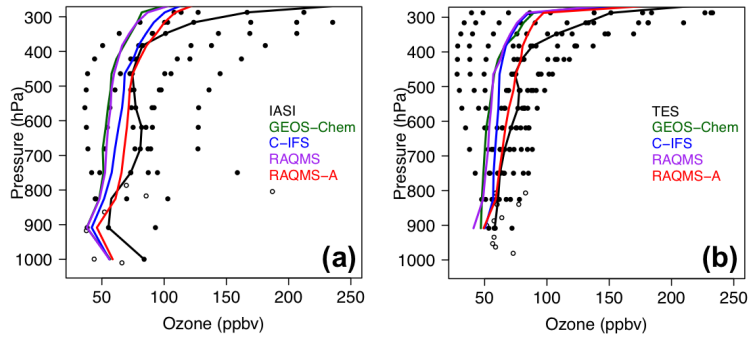 300
400
500
600
700
800
900
1000
Pressure (hPa)
IASI
GEOS−Chem
C−IFS
RAQMS
RAQMS−A
(a)
50 100 150 200 250
Ozone (ppbv)
300
400
500
600
700
800
900
1000
Pressure (hPa)
TES
GEOS−Chem
C−IFS
RAQMS
RAQMS−A
(b)
50 100 150 200 250
Ozone (ppbv)